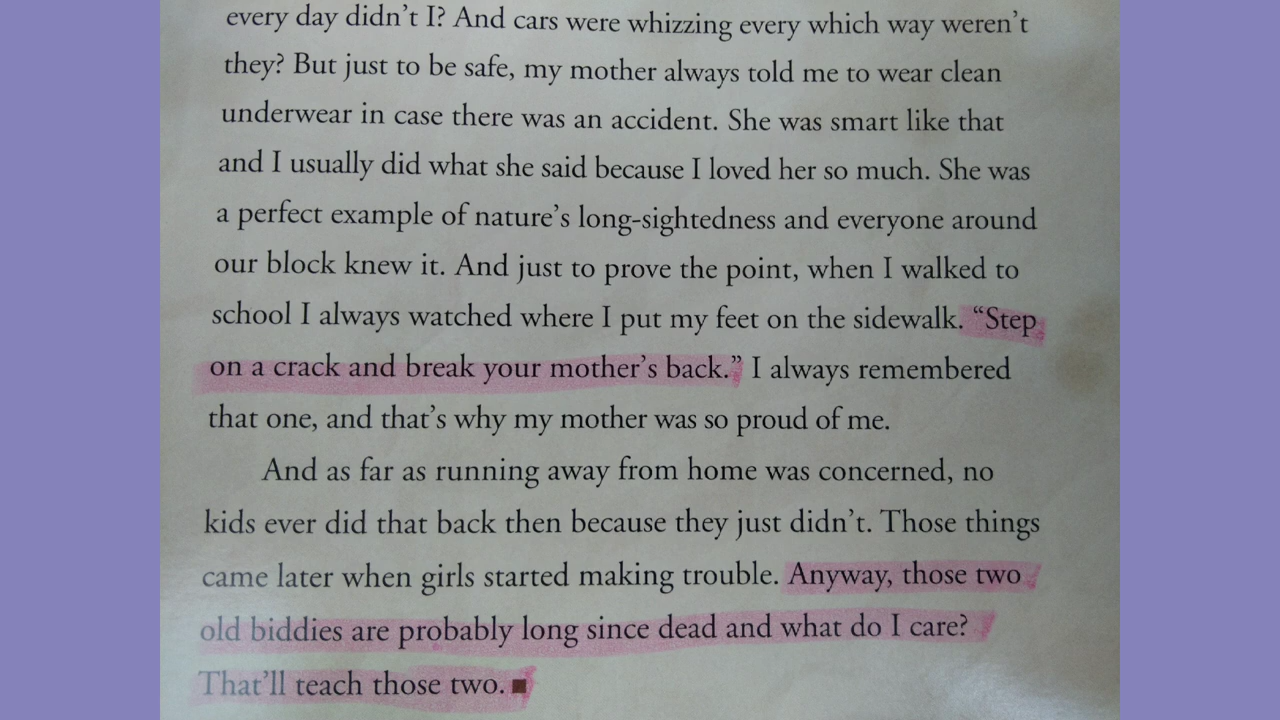 every day didn’t I? And cars were whizzing every which way weren’t
they? But just to be safe, my mother always told me to wear clean
underwear in case there was an accident. She was smart like that
and I usually did what she said because I loved her so much. She was
a perfect example of nature’s long-sightedness and everyone around
our block knew it. And just to prove the point, when I walked to
school I always watched where I put my feet on the sidewalk. “Step
on a crack and break your mother’s back.” I always remembered
that one, and that’s why my mother was so proud of me.
And as far as running away from home was concerned, no
kids ever did that back then because they just didn’t. Those things
came later when girls started making trouble. Anyway, those two
old biddies are probably long since dead and what do I care?
That’ll teach those two.